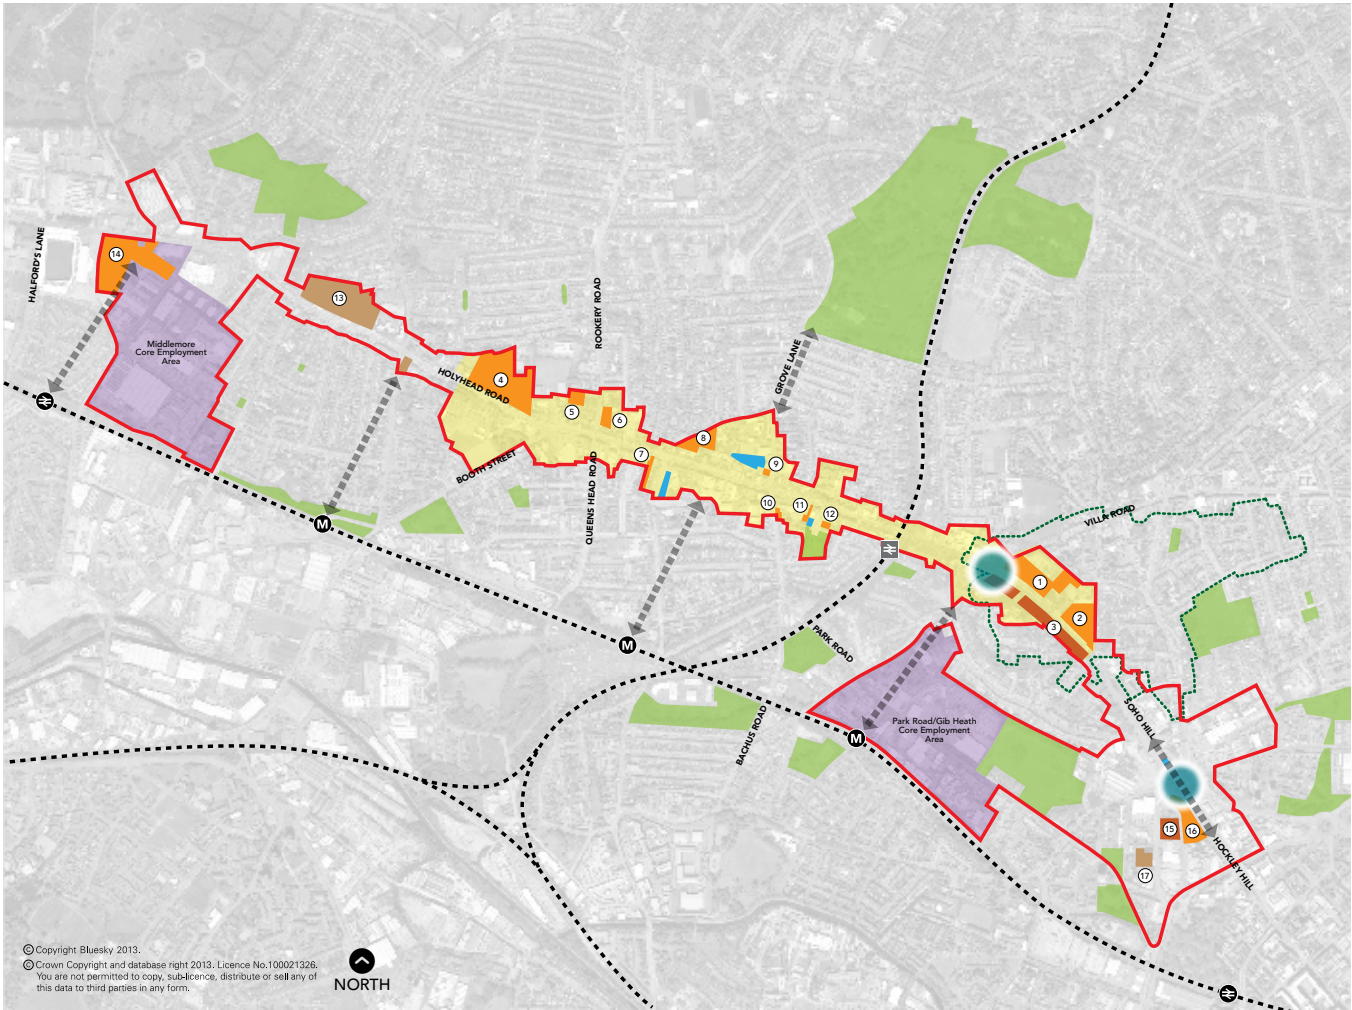 HALFORD'S LANE
14
Middlemore
Core Employment
Area
13
ROOKERY ROAD
HOLYHEAD ROAD
4
5
6
GROVE LANE
7
8
9
BOOTH STREET
QUEENS HEAD ROAD
10
11
12
M
VILLA ROAD
1
2
3
M
PARK ROAD
BACHUS ROAD
M
Park Road/Gib Heath
Core Employment
Area
SOHO HILL
15
16
17
HOCKLEY HILL
© Copyright Bluesky 2013.
© Crown Copyright and database right 2013. Licence No.100021326.
You are not permitted to copy, sub-licence, distribute or sell any of
this data to third parties in any form.
NORTH